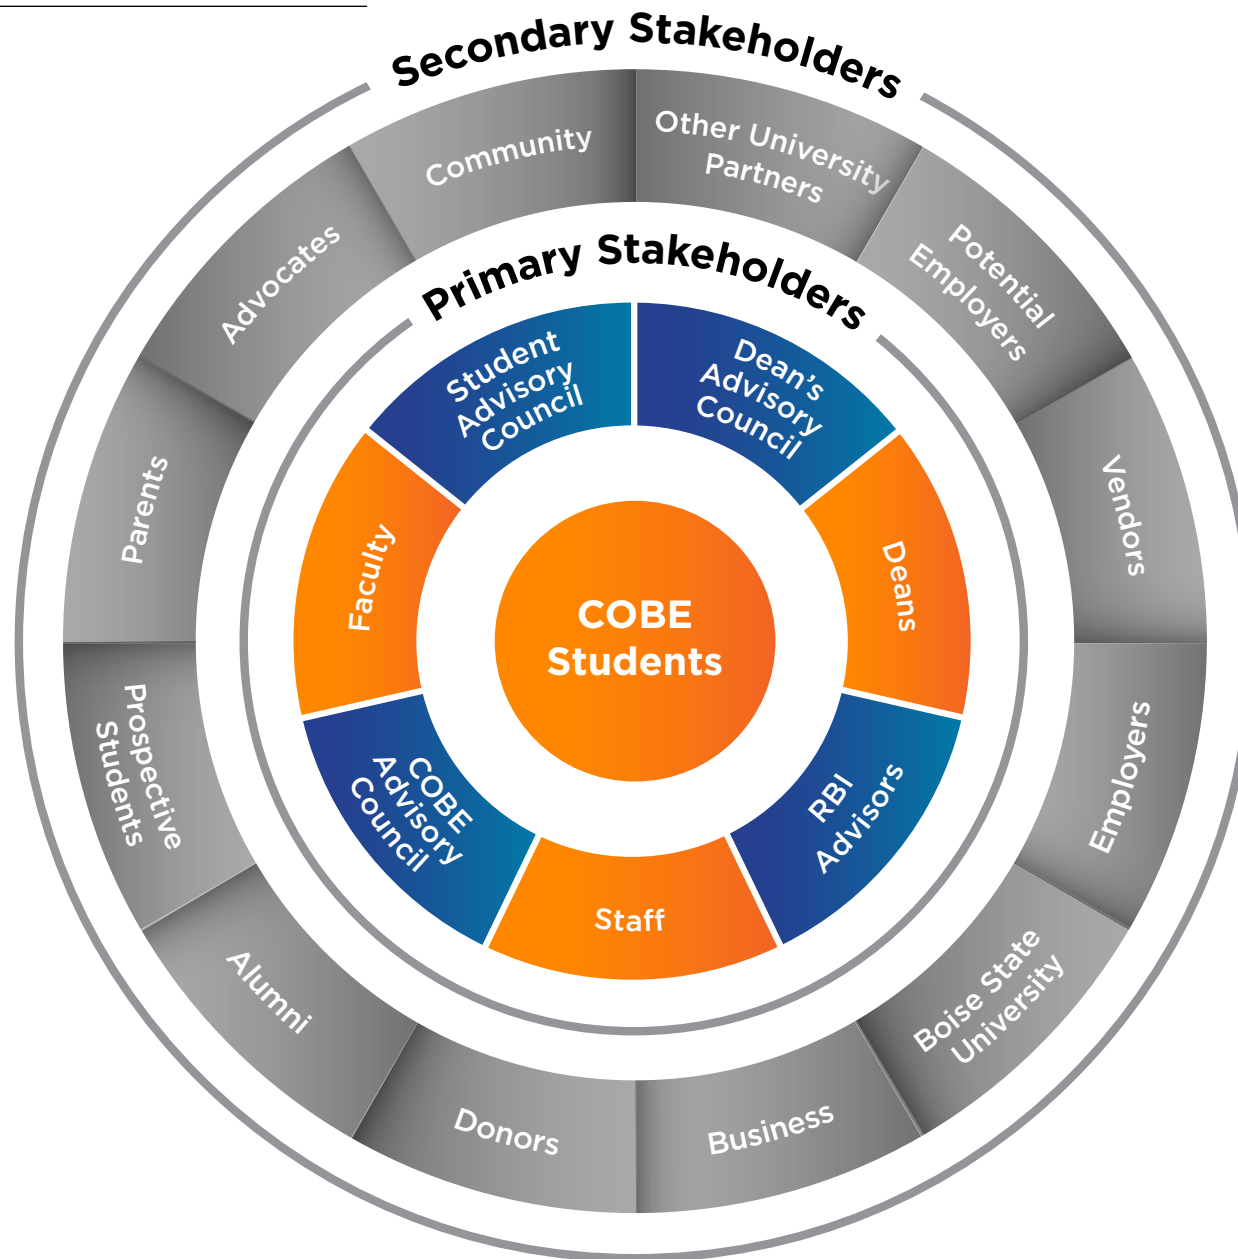 Secondary Stakeholders
Community
Other University
Partners
Potential
Employers
Vendors
Employers
Boise State
University
Business
Donors
Alumni
Prospective
Students
Parents
Advocates
Primary Stakeholders
Student
Advisory
Council
Dean's
Advisory
Council
Deans
RBI
Advisors
Staff
COBE
Advisory
Council
Faculty
COBE
Students